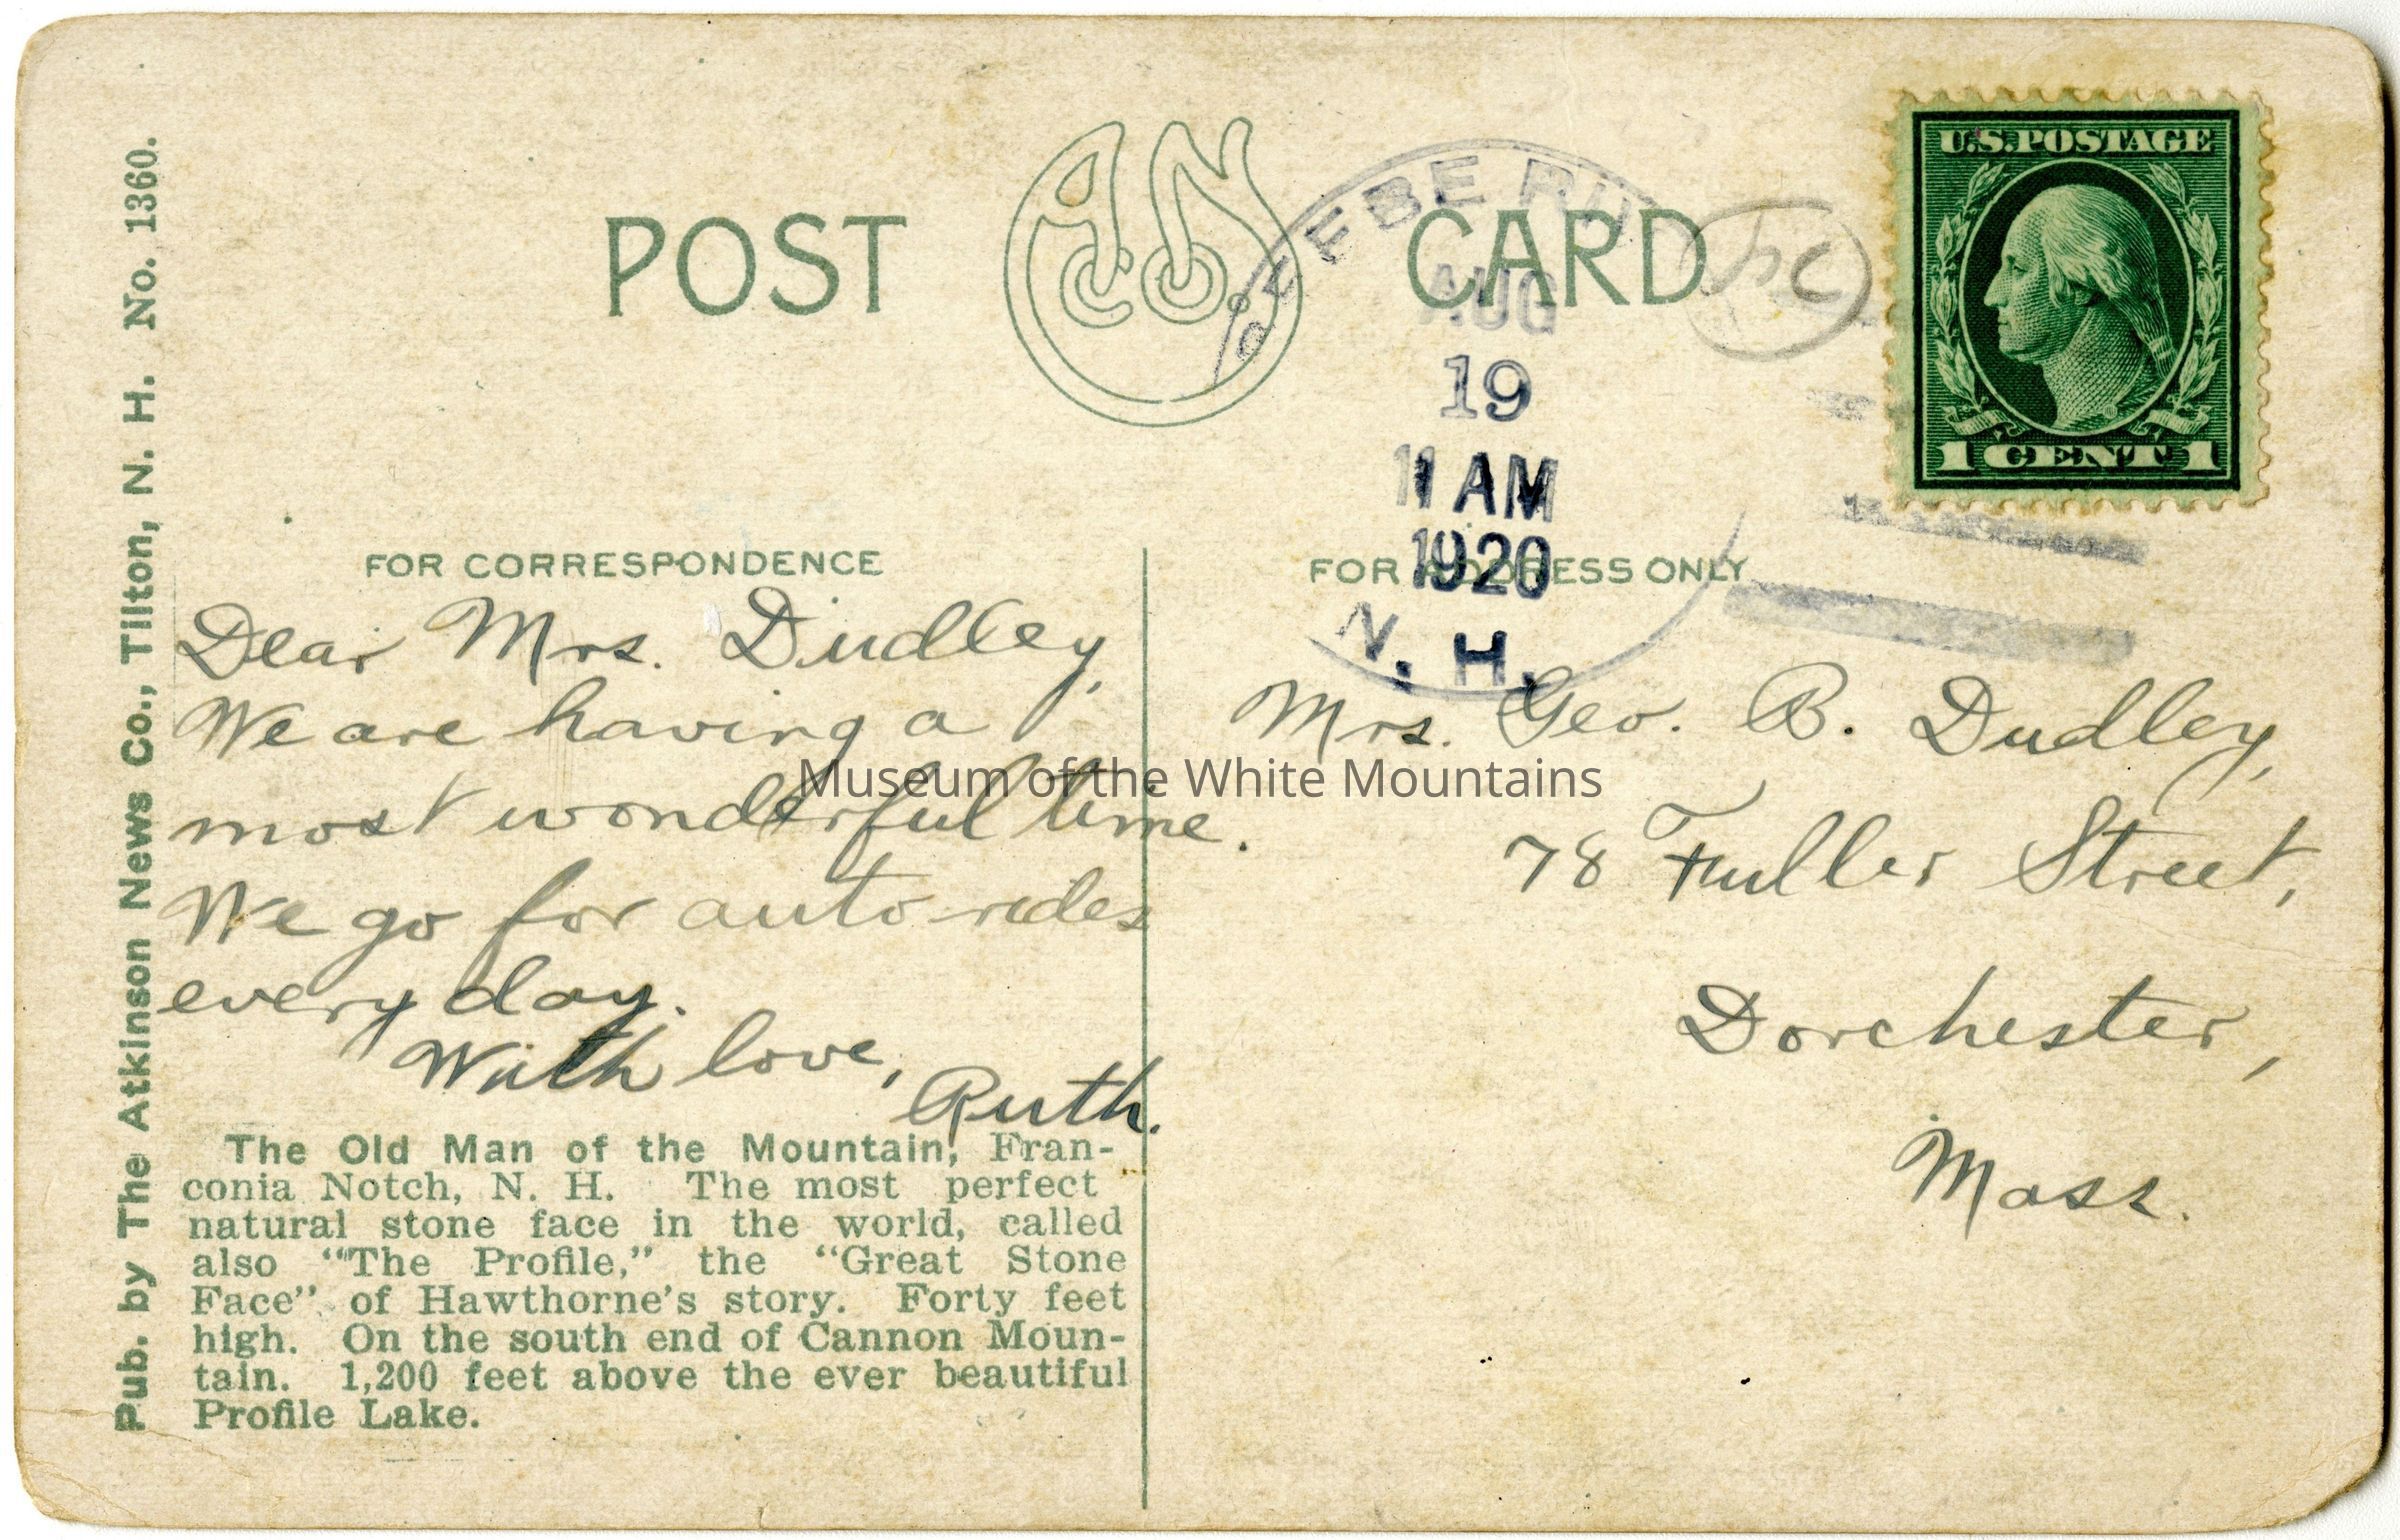 Pub. by The Atkinson News Co., Tilton, N. H. No. 1360.
POST CARD
A N Co.
AUG
19
11 AM
1920
N. H.
U.S. POSTAGE
1 CENT 1
FOR CORRESPONDENCE
Dear Mrs. Dudley,
We are having a
most wonderful time.
We go for auto rides
every day.
With love,
Ruth.
The Old Man of the Mountain, Fran-
conia Notch, N. H. The most perfect
natural stone face in the world, called
also "The Profile," the "Great Stone
Face" of Hawthorne's story. Forty feet
high. On the south end of Cannon Moun-
tain. 1,200 feet above the ever beautiful
Profile Lake.
FOR ADDRESS ONLY
Mrs. Geo. B. Dudley,
78 Fuller Street,
Dorchester,
Mass.
Museum of the White Mountains